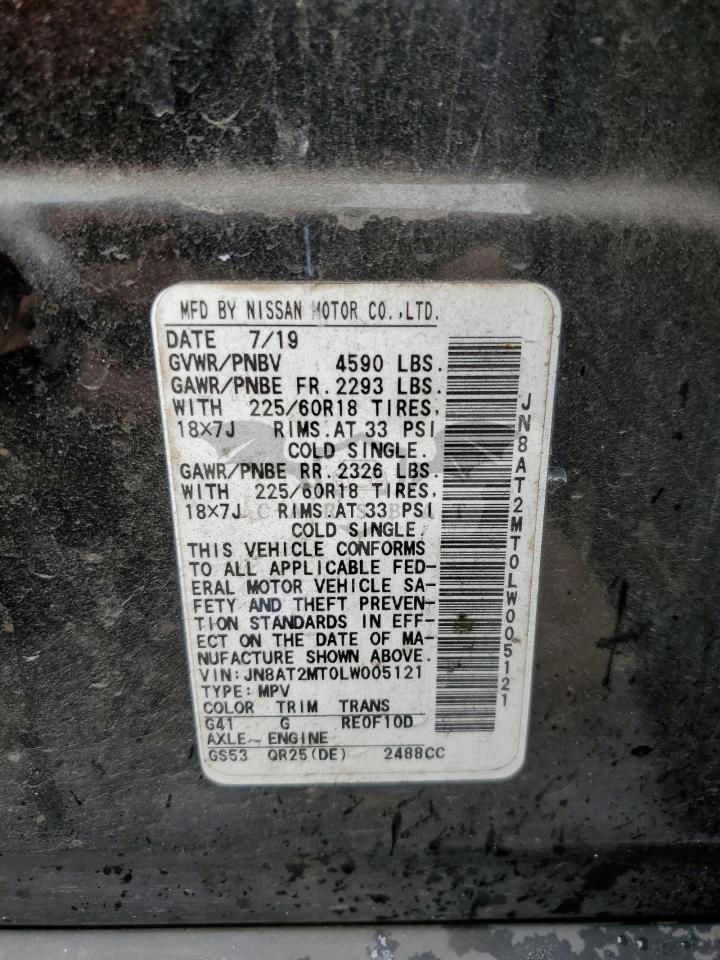 MFD BY NISSAN MOTOR CO.,LTD.
DATE 7/19
GVWR/PNBV 4590 LBS.
GAWR/PNBE FR.2293 LBS.
WITH 225/60R18 TIRES,
18×7J RIMS.AT 33 PSI
COLD SINGLE.
GAWR/PNBE RR.2326 LBS.
WITH 225/60R18 TIRES,
18×7J RIMS.AT 33 PSI
COLD SINGLE.
THIS VEHICLE CONFORMS
TO ALL APPLICABLE FED-
ERAL MOTOR VEHICLE SA-
FETY AND THEFT PREVEN-
TION STANDARDS IN EFF-
ECT ON THE DATE OF MA-
NUFACTURE SHOWN ABOVE.
VIN:JN8AT2MT0LW005121
TYPE:MPV
COLOR TRIM TRANS
G41 G RE0F10D
AXLE ENGINE
GS53 QR25(DE) 2488CC
JN8AT2MT0LW005121